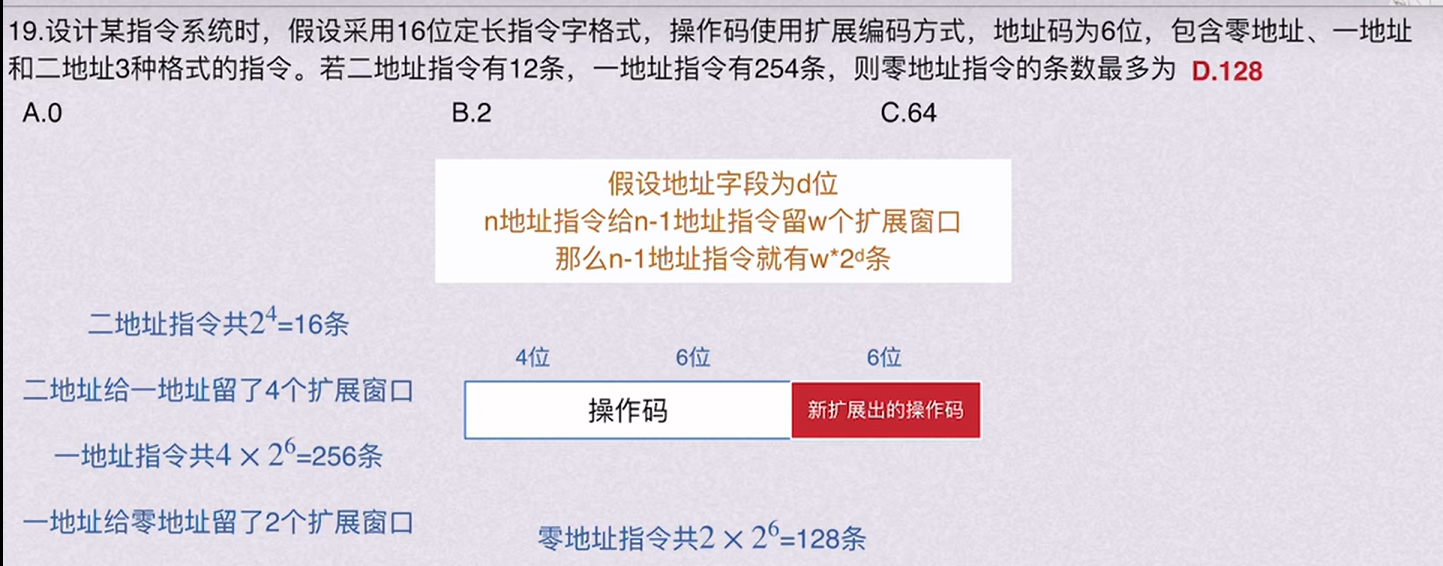 19.设计某指令系统时，假设采用16位定长指令字格式，操作码使用扩展编码方式，地址码为6位，包含零地址、一地址
和二地址3种格式的指令。若二地址指令有12条，一地址指令有254条，则零地址指令的条数最多为 D.128
A.0 B.2 C.64
假设地址字段为d位
n地址指令给n-1地址指令留w个扩展窗口
那么n-1地址指令就有w*2ᵈ条
二地址指令共2⁴=16条
二地址给一地址留了4个扩展窗口
一地址指令共4 × 2⁶=256条
一地址给零地址留了2个扩展窗口
4位 6位 6位
操作码 新扩展出的操作码
零地址指令共2 × 2⁶=128条